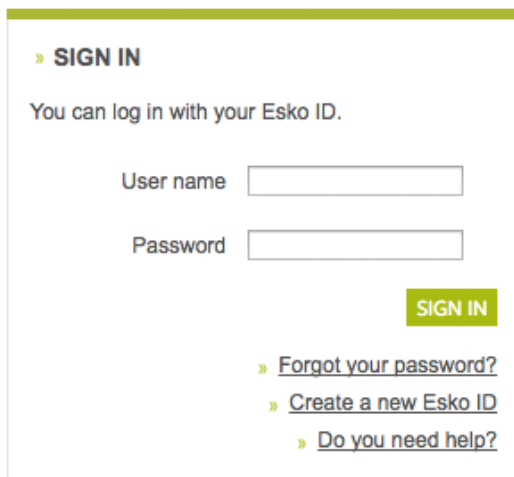 » SIGN IN
You can log in with your Esko ID.
User name
Password
SIGN IN
» Forgot your password?
» Create a new Esko ID
» Do you need help?